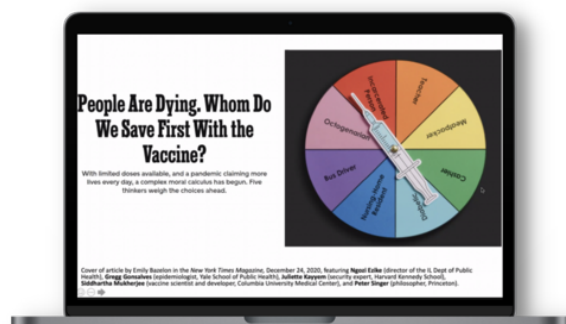 People Are Dying. Whom Do
We Save First With the
Vaccine?
With limited doses available, and a pandemic claiming more
lives every day, a complex moral calculus has begun. Five
thinkers weigh the choices ahead.
Incarcerated
Person
Teacher
Octogenarian
Meatpacker
Bus Driver
Cashier
Nursing-Home
Resident
Diabetic
Cover of article by Emily Bazelon in the New York Times Magazine, December 24, 2020, featuring Ngozi Ezike (director of the IL Dept of Public
Health), Gregg Gonsalves (epidemiologist, Yale School of Public Health), Juliette Kayyem (security expert, Harvard Kennedy School),
Siddhartha Mukherjee (vaccine scientist and developer, Columbia University Medical Center), and Peter Singer (philosopher, Princeton).